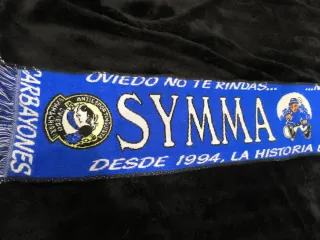 OVIEDO NO TE RINDAS...
SYMMA
DESDE 1994, LA HISTORIA
CARBAYONES